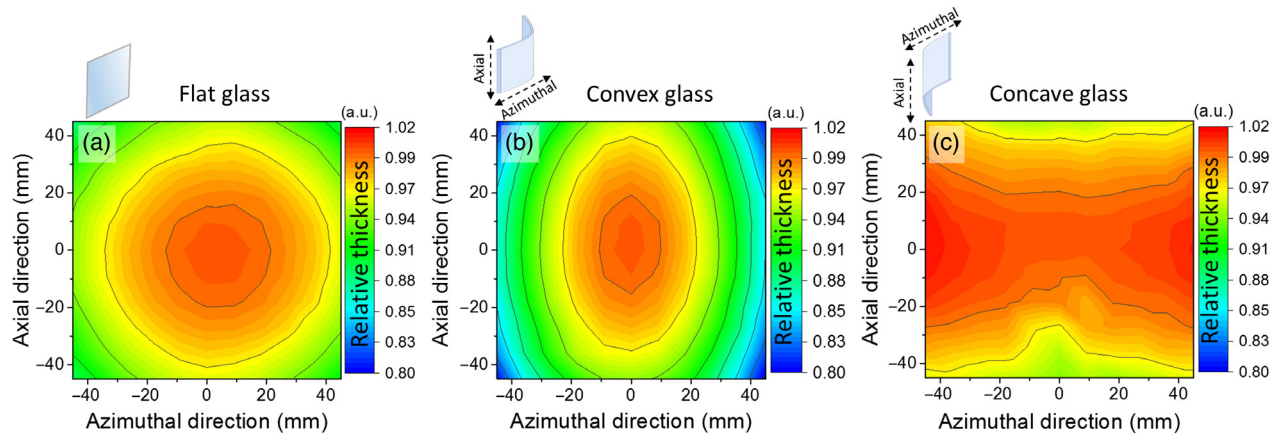 Flat glass
(a.u.)
(a)
1.02
0.99
0.97
0.94
0.91
0.88
0.85
0.82
0.80
Relative thickness
40
20
0
−20
−40
Axial direction (mm)
−40 −20 0 20 40
Azimuthal direction (mm)
Axial
Azimuthal
Convex glass
(a.u.)
(b)
1.02
0.99
0.97
0.94
0.91
0.88
0.85
0.82
0.80
Relative thickness
40
20
0
−20
−40
Axial direction (mm)
−40 −20 0 20 40
Azimuthal direction (mm)
Azimuthal
Axial
Concave glass
(a.u.)
(c)
1.02
0.99
0.97
0.94
0.91
0.88
0.85
0.82
0.80
Relative thickness
40
20
0
−20
−40
Axial direction (mm)
−40 −20 0 20 40
Azimuthal direction (mm)